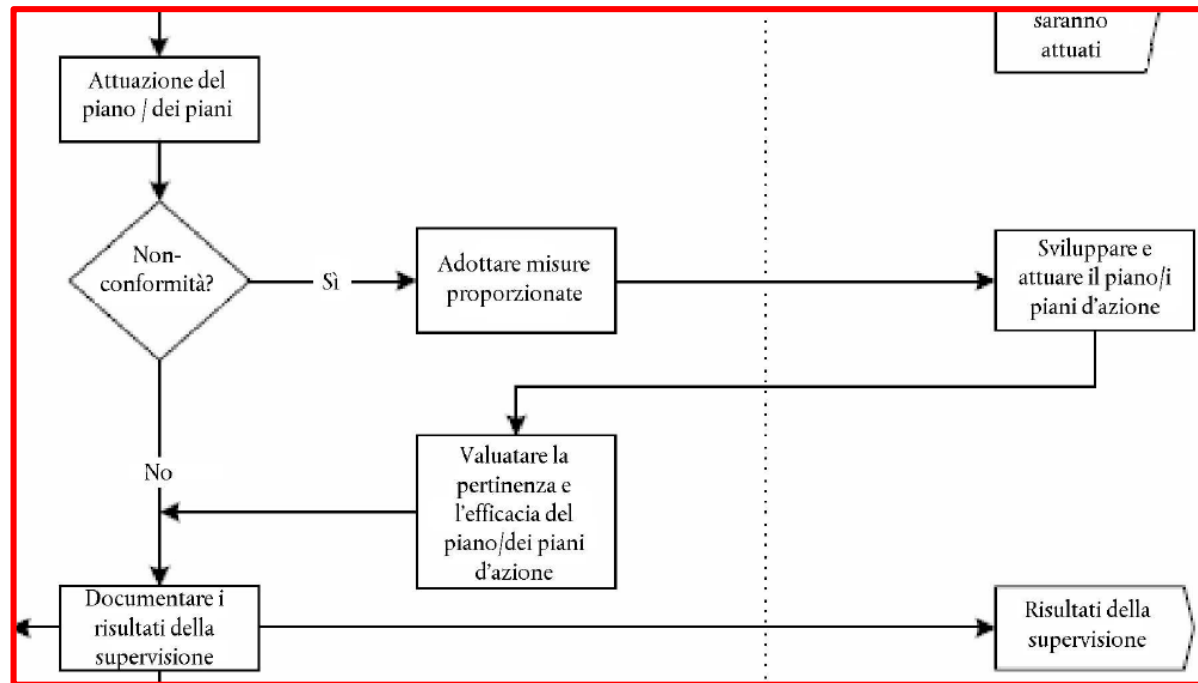 saranno
attuati
Attuazione del
piano / dei piani
Non-
conformità?
Sì
Adottare misure
proporzionate
Sviluppare e
attuare il piano/i
piani d'azione
No
Valuatare la
pertinenza e
l'efficacia del
piano/dei piani
d'azione
Documentare i
risultati della
supervisione
Risultati della
supervisione